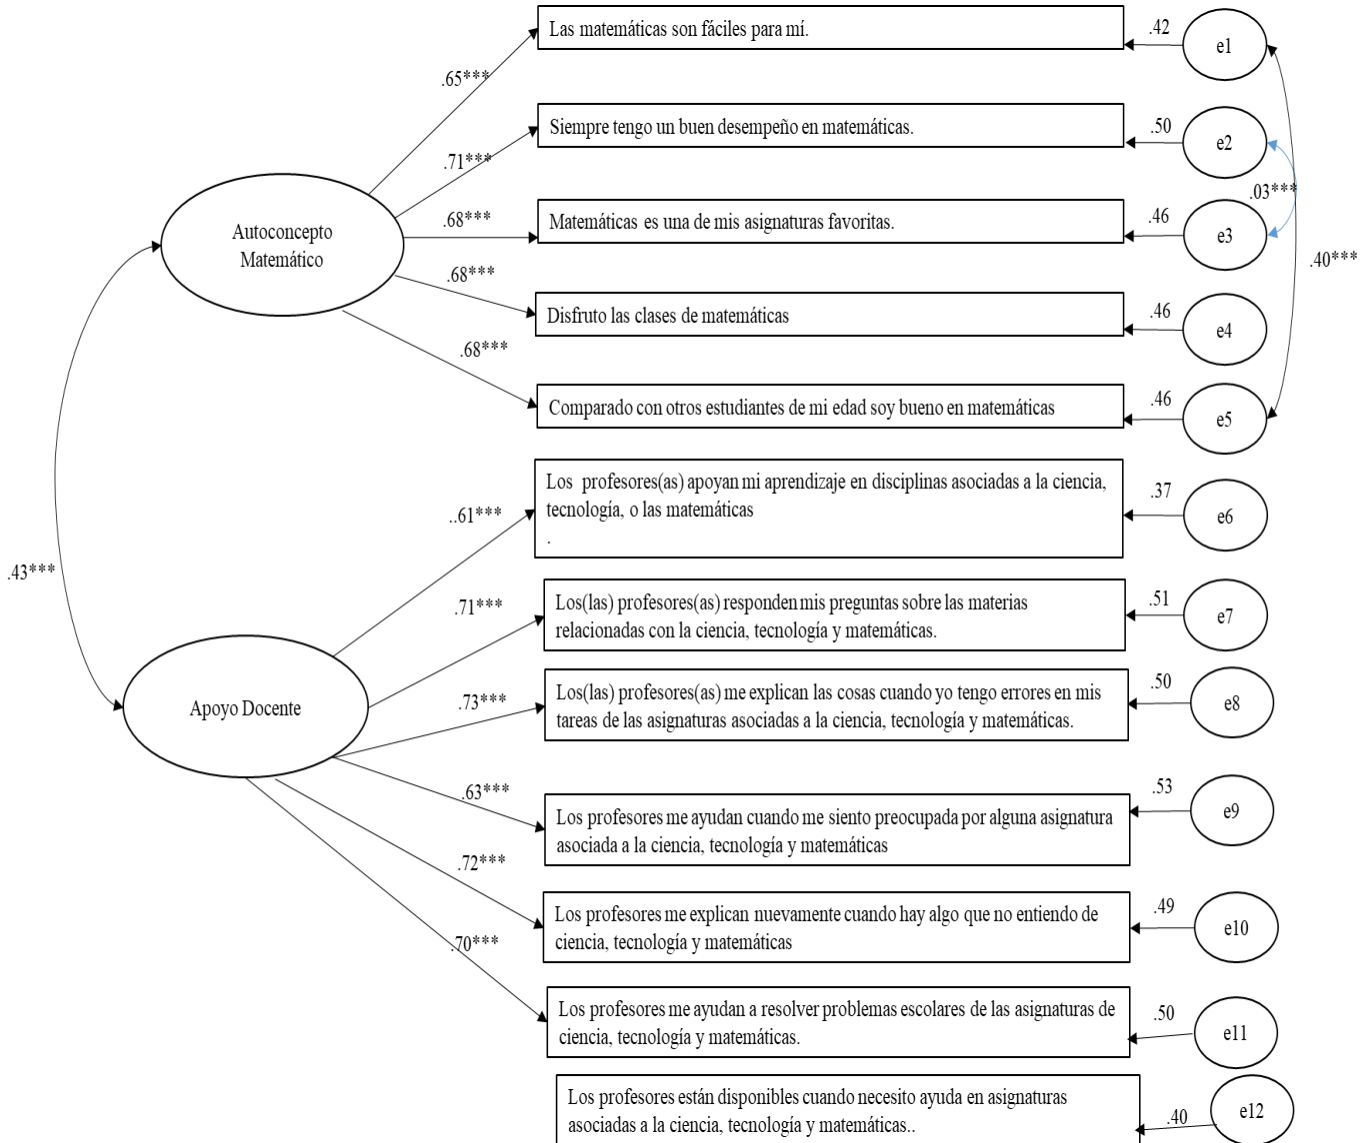 Las matemáticas son fáciles para mí.
.42
e1
.65***
Siempre tengo un buen desempeño en matemáticas.
.50
e2
.71***
.03***
Matemáticas es una de mis asignaturas favoritas.
.46
e3
.68***
Autoconcepto
Matemático
.40***
.68***
Disfruto las clases de matemáticas
.46
e4
.68***
Comparado con otros estudiantes de mi edad soy bueno en matemáticas
.46
e5
Los profesores(as) apoyan mi aprendizaje en disciplinas asociadas a la ciencia,
tecnología, o las matemáticas
.
.37
e6
..61***
.43***
.71***
Los(las) profesores(as) responden mis preguntas sobre las materias
relacionadas con la ciencia, tecnología y matemáticas.
.51
e7
Apoyo Docente
.73***
Los(las) profesores(as) me explican las cosas cuando yo tengo errores en mis
tareas de las asignaturas asociadas a la ciencia, tecnología y matemáticas.
.50
e8
.63***
Los profesores me ayudan cuando me siento preocupada por alguna asignatura
asociada a la ciencia, tecnología y matemáticas
.53
e9
.72***
Los profesores me explican nuevamente cuando hay algo que no entiendo de
ciencia, tecnología y matemáticas
.49
e10
.70***
Los profesores me ayudan a resolver problemas escolares de las asignaturas de
ciencia, tecnología y matemáticas.
.50
e11
Los profesores están disponibles cuando necesito ayuda en asignaturas
asociadas a la ciencia, tecnología y matemáticas..
.40
e12